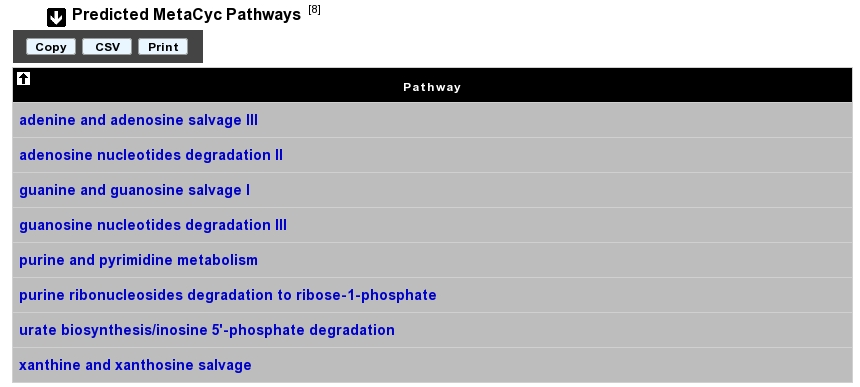 Predicted MetaCyc Pathways [8]
Copy CSV Print
Pathway
adenine and adenosine salvage III
adenosine nucleotides degradation II
guanine and guanosine salvage I
guanosine nucleotides degradation III
purine and pyrimidine metabolism
purine ribonucleosides degradation to ribose-1-phosphate
urate biosynthesis/inosine 5'-phosphate degradation
xanthine and xanthosine salvage